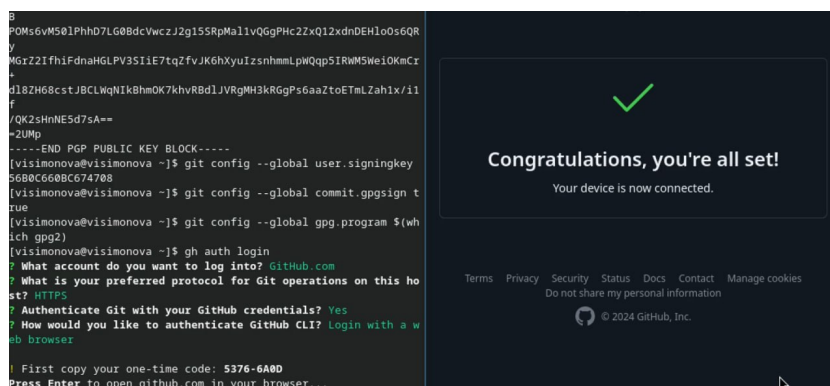 B
POMs6vM50lPhhD7LG0BdcVwczJ2g15SRpMal1vQGgPHc2ZxQ12xdnDEHloOs6QR
y
MGrZ2IfhiFdnaHGLPV3SIiE7tqZfvJK6hXyuIzsnhmmLpWQqp5IRWM5WeiOKmCr
+
dl8ZH68cstJBCLWqNIkBhmOK7khvRBdlJVRgMH3kRGgPs6aaZtoETmLZah1x/i1
f
/QK2sHnNE5d7sA==
=2UMp
-----END PGP PUBLIC KEY BLOCK-----
[visimonova@visimonova ~]$ git config --global user.signingkey
56B0C660BC674708
[visimonova@visimonova ~]$ git config --global commit.gpgsign t
rue
[visimonova@visimonova ~]$ git config --global gpg.program $(wh
ich gpg2)
[visimonova@visimonova ~]$ gh auth login
? What account do you want to log into? GitHub.com
? What is your preferred protocol for Git operations on this ho
st? HTTPS
? Authenticate Git with your GitHub credentials? Yes
? How would you like to authenticate GitHub CLI? Login with a w
eb browser
! First copy your one-time code: 5376-6A0D
Press Enter to open github.com in your browser...
Congratulations, you're all set!
Your device is now connected.
Terms Privacy Security Status Docs Contact Manage cookies
Do not share my personal information
© 2024 GitHub, Inc.